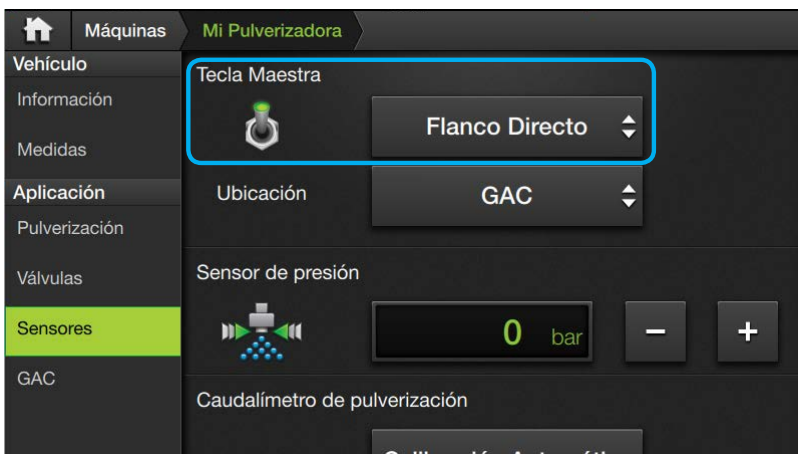 Máquinas
Mi Pulverizadora
Vehículo
Información
Medidas
Aplicación
Pulverización
Válvulas
Sensores
GAC
Tecla Maestra
Flanco Directo
Ubicación
GAC
Sensor de presión
0 bar
−
+
Caudalímetro de pulverización